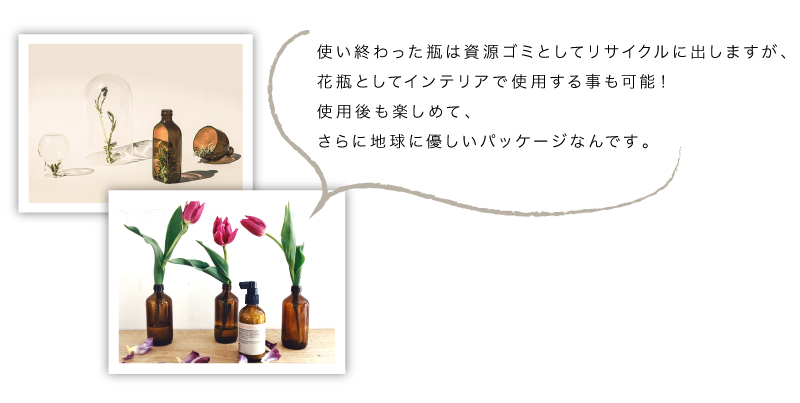 使い終わった瓶は資源ゴミとしてリサイクルに出しますが、
花瓶としてインテリアで使用する事も可能！
使用後も楽しめて、
さらに地球に優しいパッケージなんです。